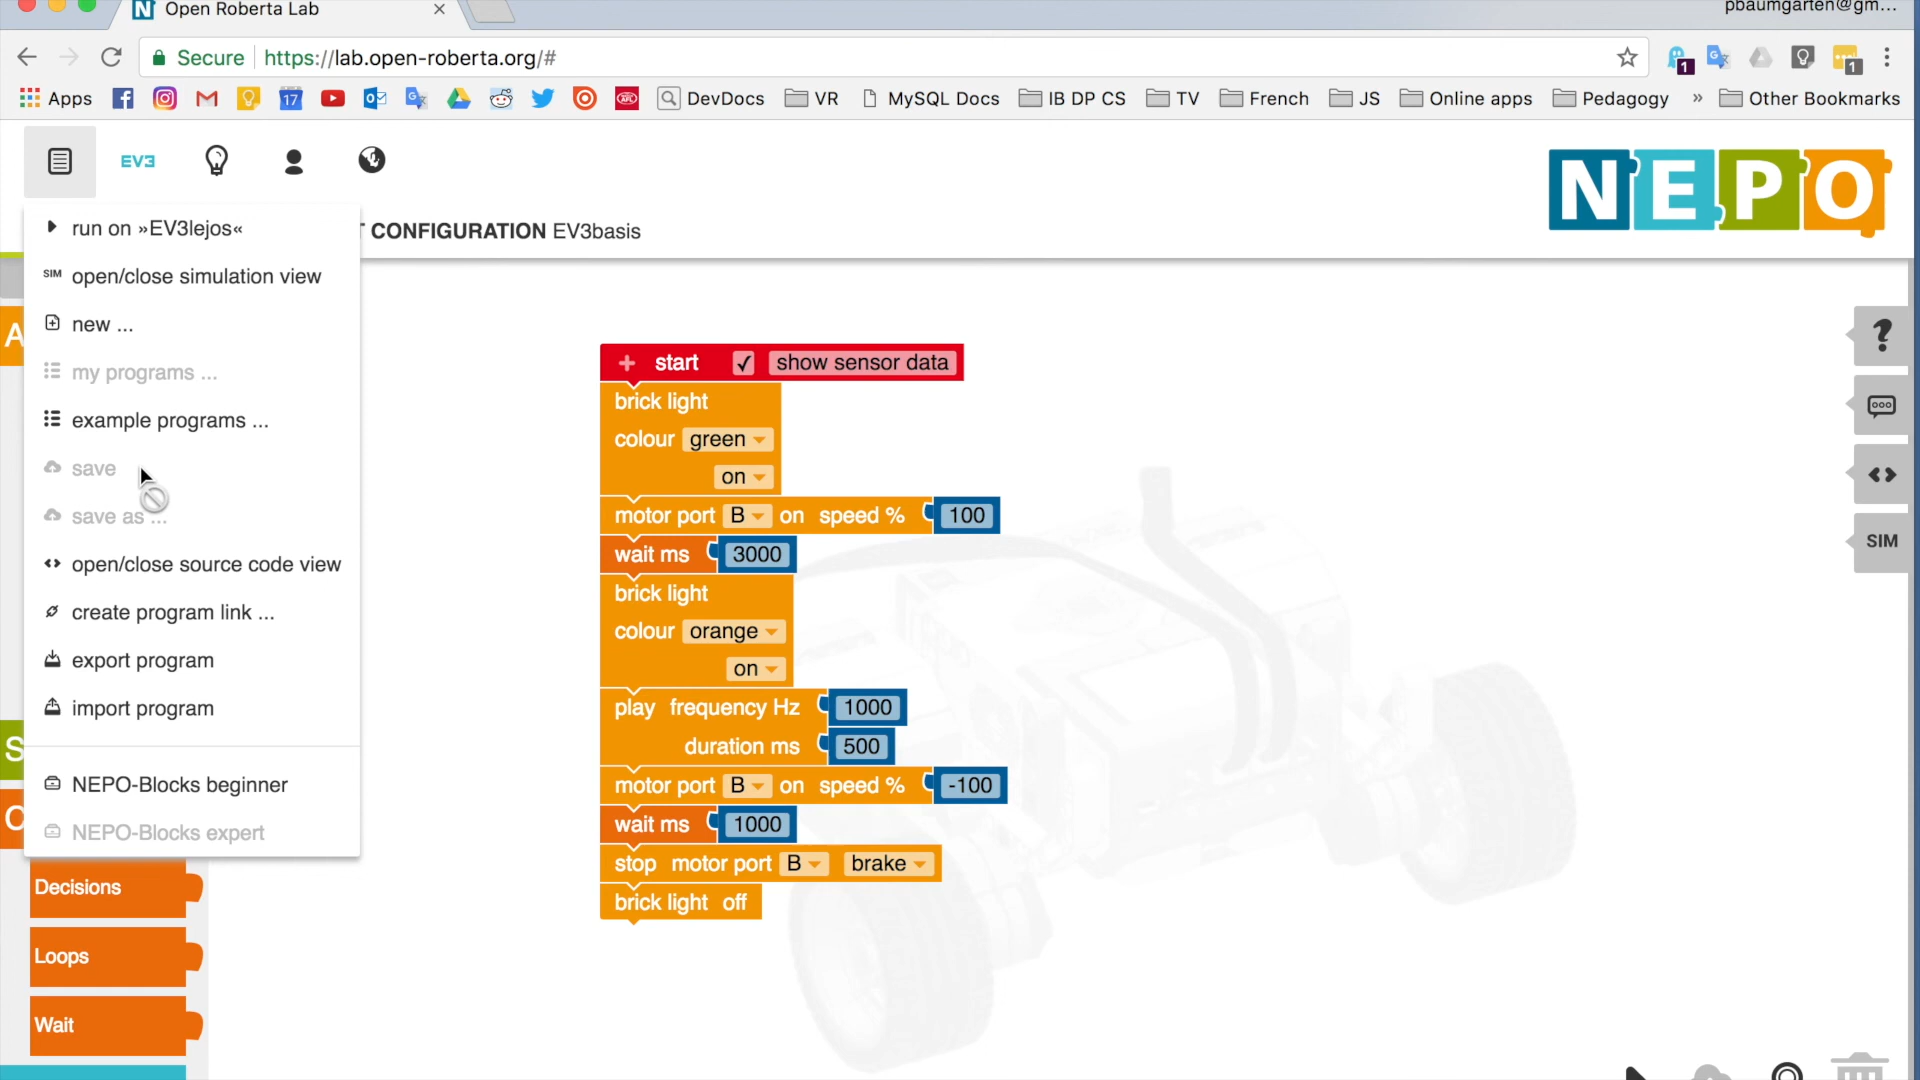 Open Roberta Lab
pbaumgarten@gm...
Secure https://lab.open-roberta.org/#
1
1
Apps 17 DevDocs VR MySQL Docs IB DP CS TV French JS Online apps Pedagogy » Other Bookmarks
EV3
NEPO
CONFIGURATION EV3basis
run on »EV3lejos«
SIM open/close simulation view
new ...
my programs ...
example programs ...
save
save as ...
open/close source code view
create program link ...
export program
import program
NEPO-Blocks beginner
NEPO-Blocks expert
A
S
C
Decisions
Loops
Wait
+ start ✓ show sensor data
brick light
colour green
on
motor port B on speed % 100
wait ms 3000
brick light
colour orange
on
play frequency Hz 1000
duration ms 500
motor port B on speed % -100
wait ms 1000
stop motor port B brake
brick light off
?
SIM